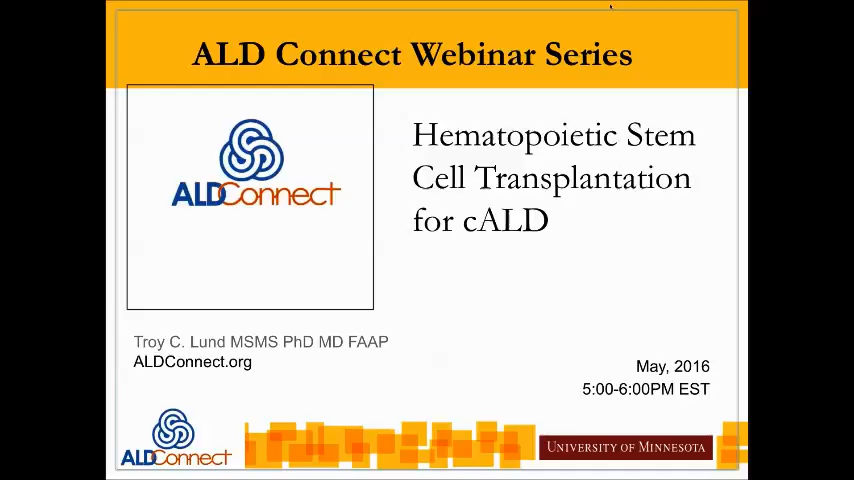 ALD Connect Webinar Series
ALDConnect
Hematopoietic Stem
Cell Transplantation
for cALD
Troy C. Lund MSMS PhD MD FAAP
ALDConnect.org
May, 2016
5:00-6:00PM EST
ALDConnect
UNIVERSITY OF MINNESOTA